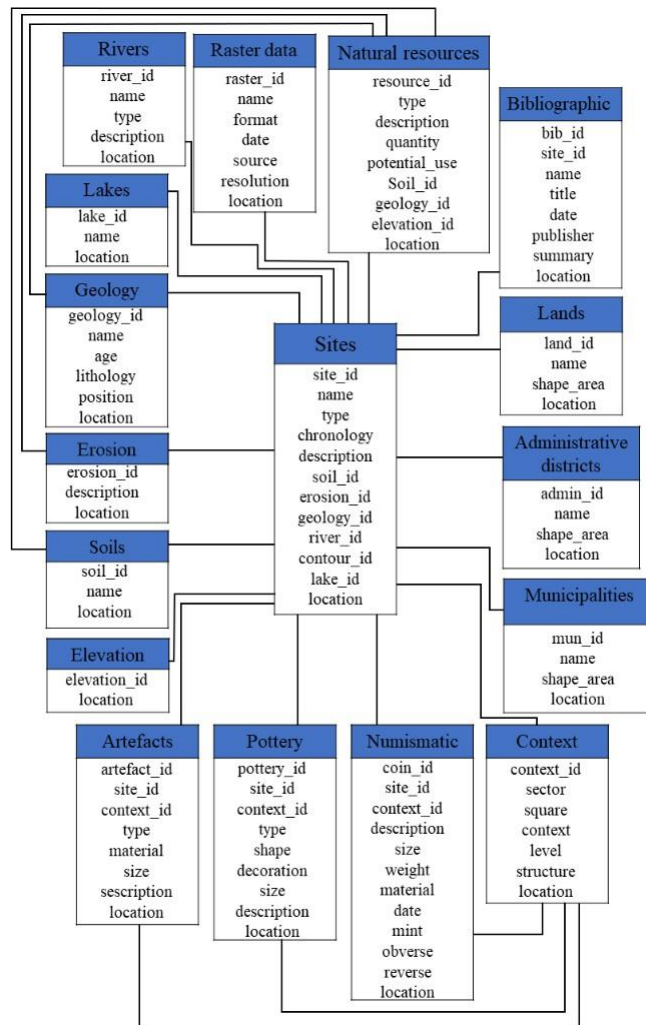 Rivers
river_id
name
type
description
location
Raster data
raster_id
name
format
date
source
resolution
location
Natural resources
resource_id
type
description
quantity
potential_use
Soil_id
geology_id
elevation_id
location
Bibliographic
bib_id
site_id
name
title
date
publisher
summary
location
Lakes
lake_id
name
location
Geology
geology_id
name
age
lithology
position
location
Sites
site_id
name
type
chronology
description
soil_id
erosion_id
geology_id
river_id
contour_id
lake_id
location
Lands
land_id
name
shape_area
location
Erosion
erosion_id
description
location
Administrative
districts
admin_id
name
shape_area
location
Soils
soil_id
name
location
Municipalities
mun_id
name
shape_area
location
Elevation
elevation_id
location
Artefacts
artefact_id
site_id
context_id
type
material
size
sescription
location
Pottery
pottery_id
site_id
context_id
type
shape
decoration
size
description
location
Numismatic
coin_id
site_id
context_id
description
size
weight
material
date
mint
obverse
reverse
location
Context
context_id
sector
square
context
level
structure
location